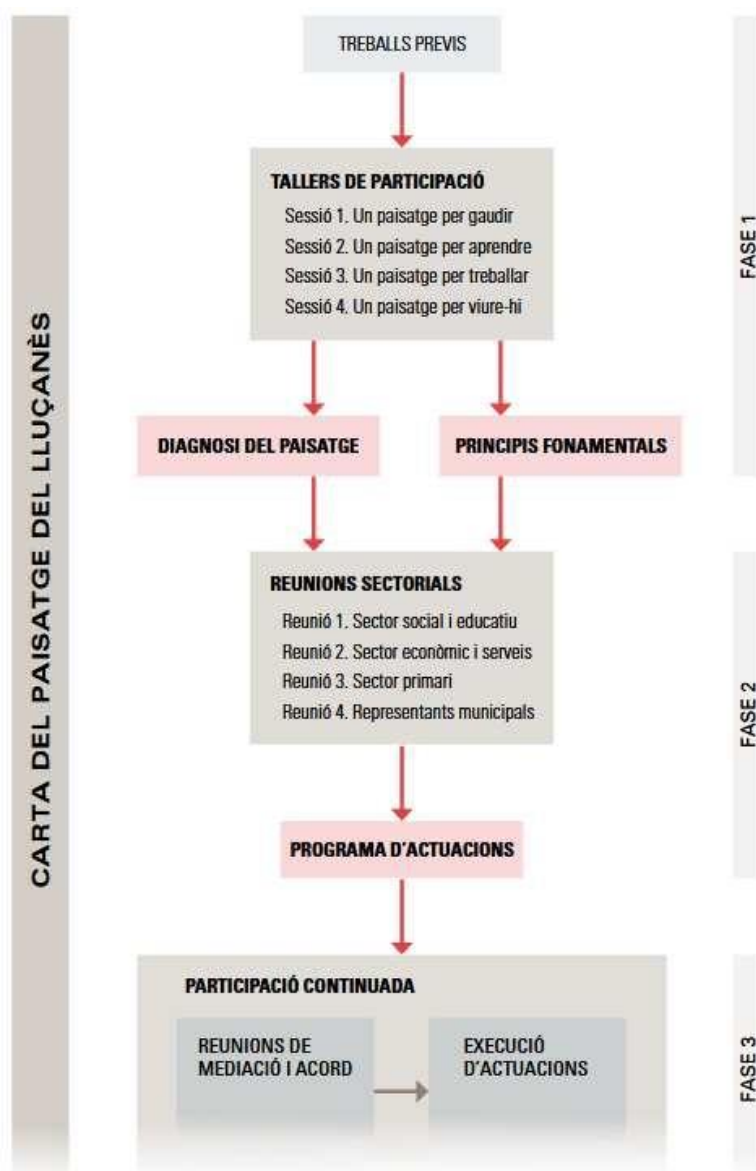 CARTA DEL PAISATGE DEL LLUÇANÈS
TREBALLS PREVIS
TALLERS DE PARTICIPACIÓ
Sessió 1. Un paisatge per gaudir
Sessió 2. Un paisatge per aprendre
Sessió 3. Un paisatge per treballar
Sessió 4. Un paisatge per viure-hi
FASE 1
DIAGNOSI DEL PAISATGE
PRINCIPIS FONAMENTALS
REUNIONS SECTORIALS
Reunió 1. Sector social i educatiu
Reunió 2. Sector econòmic i serveis
Reunió 3. Sector primari
Reunió 4. Representants municipals
FASE 2
PROGRAMA D'ACTUACIONS
PARTICIPACIÓ CONTINUADA
REUNIONS DE
MEDIACIÓ I ACORD
EXECUCIÓ
D'ACTUACIONS
FASE 3